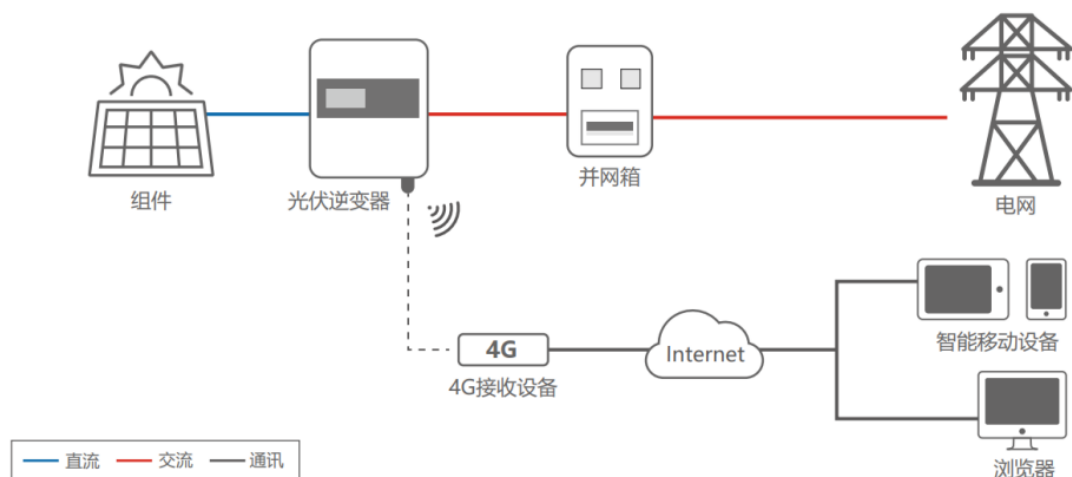 组件
光伏逆变器
并网箱
电网
4G
4G接收设备
Internet
智能移动设备
浏览器
直流
交流
通讯